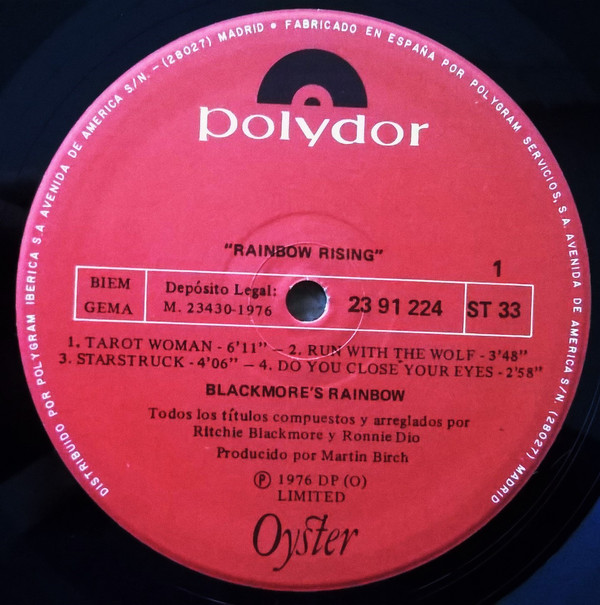 DISTRIBUIDO POR POLYGRAM IBERICA S.A. AVENIDA DE AMERICA S/N. - (28027) MADRID • FABRICADO EN ESPAÑA POR POLYGRAM SERVICIOS, S.A. AVENIDA DE AMERICA S/N. (28027) MADRID
polydor
"RAINBOW RISING"
1
BIEM
GEMA
Depósito Legal:
M. 23430-1976
23 91 224
ST 33
1. TAROT WOMAN - 6'11" - 2. RUN WITH THE WOLF - 3'48"
3. STARSTRUCK - 4'06" - 4. DO YOU CLOSE YOUR EYES - 2'58"
BLACKMORE'S RAINBOW
Todos los títulos compuestos y arreglados por
Ritchie Blackmore y Ronnie Dio
Producido por Martin Birch
Ⓟ 1976 DP (O)
LIMITED
Oyster